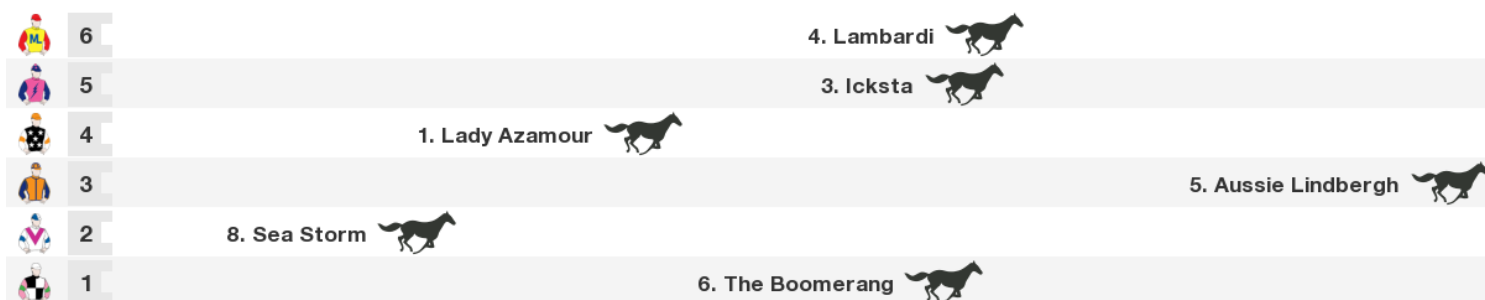 ML 6 4. Lambardi
5 3. Icksta
4 1. Lady Azamour
3 5. Aussie Lindbergh
2 8. Sea Storm
1 6. The Boomerang